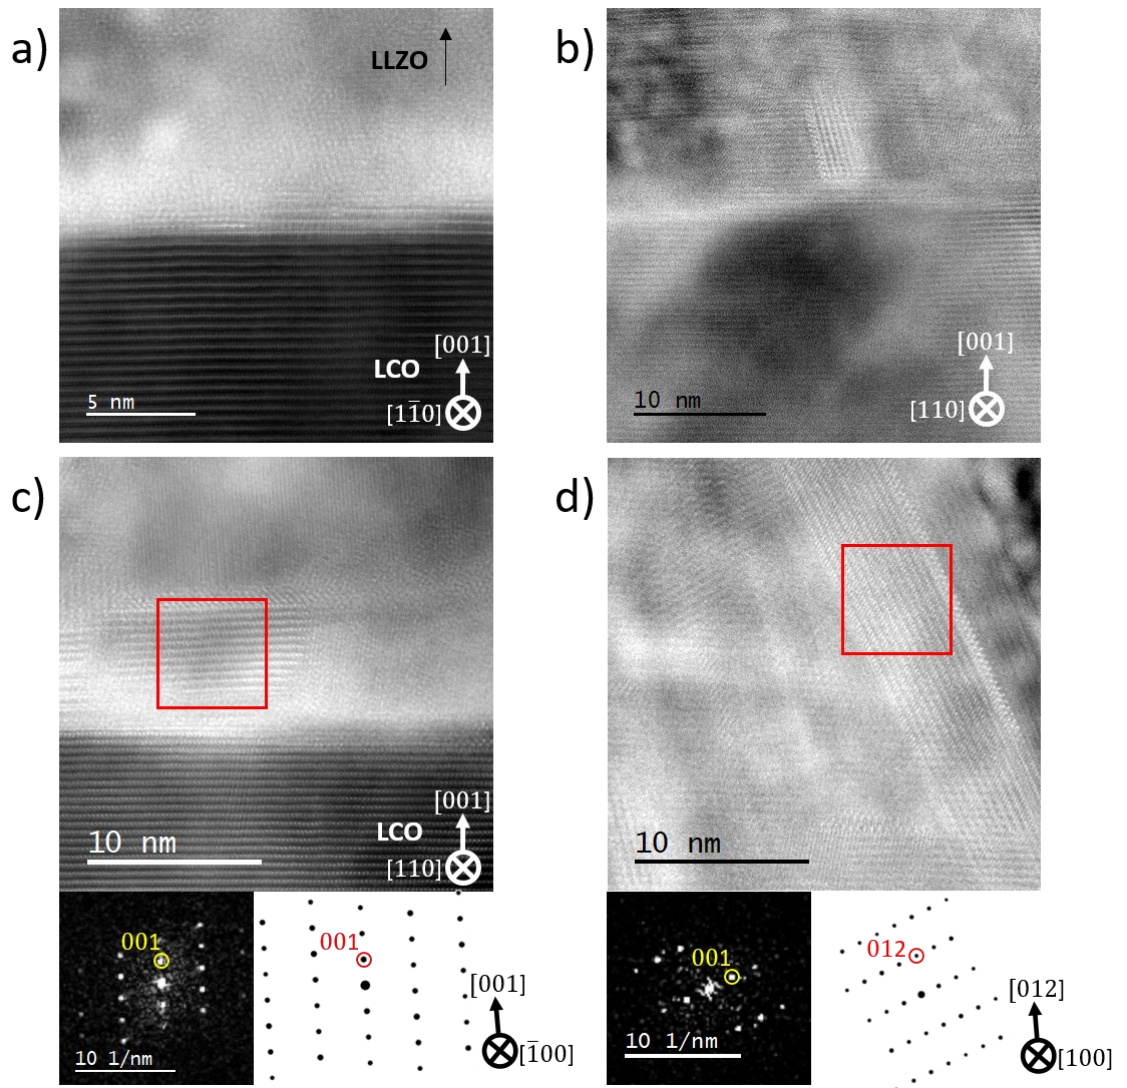 a)
LLZO
[001]
LCO
5 nm
[11̄0]
b)
[001]
10 nm
[110]
c)
[001]
10 nm
LCO
[110]
001
10 1/nm
001
[001]
[1̄00]
d)
10 nm
001
10 1/nm
012
[012]
[100]